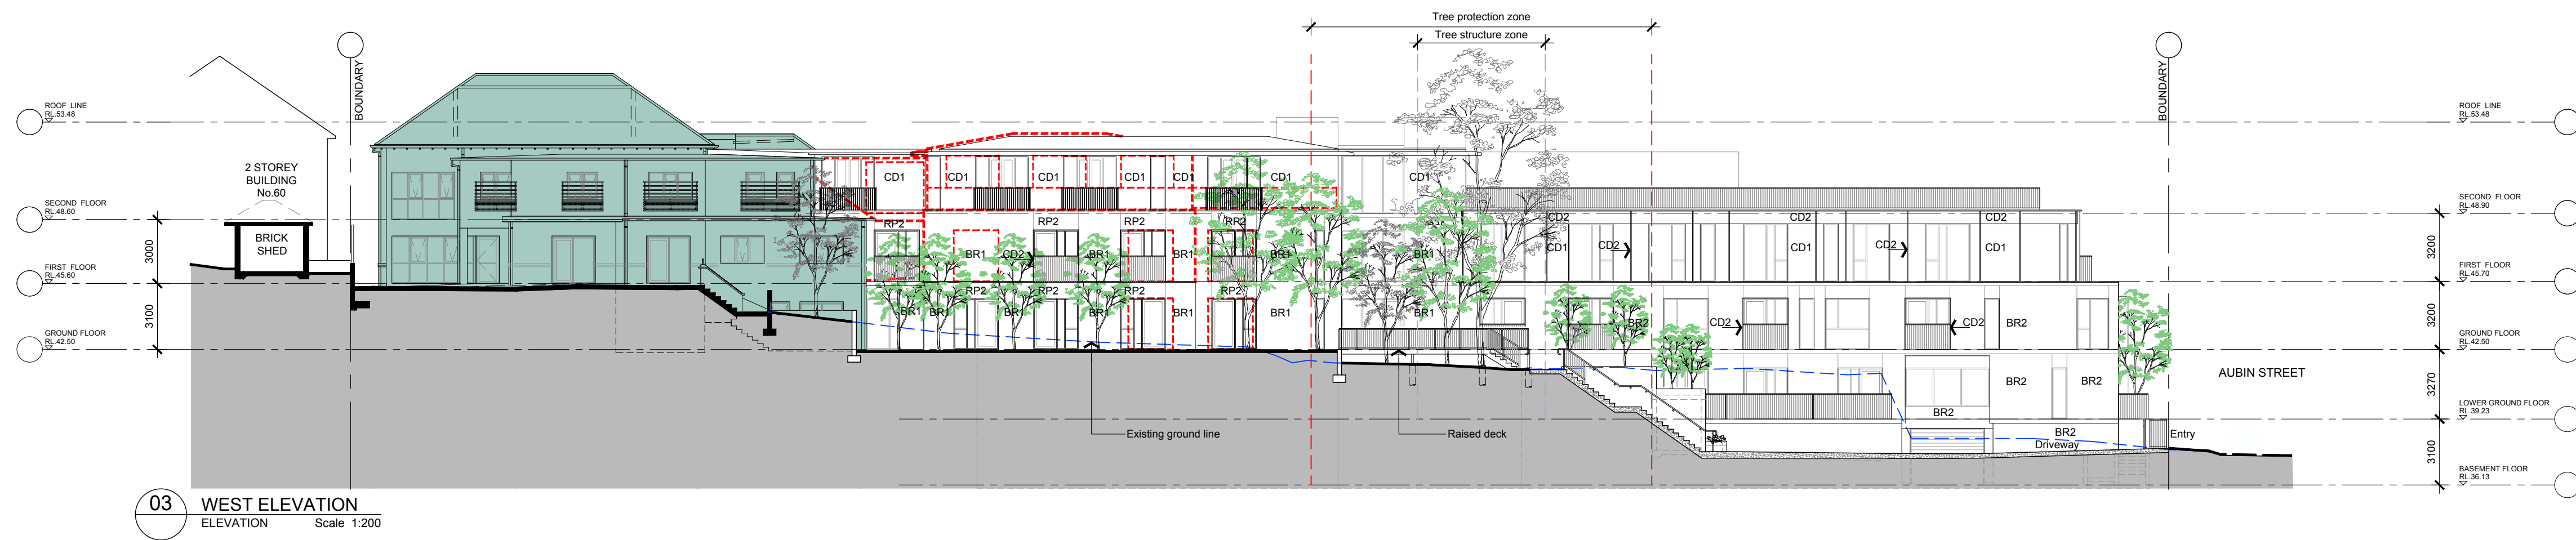 Tree protection zone
Tree structure zone
BOUNDARY
BOUNDARY
ROOF LINE
RL.53.48
ROOF LINE
RL.53.48
2 STOREY
BUILDING
No.60
BRICK
SHED
SECOND FLOOR
RL.48.60
3000
FIRST FLOOR
RL.45.60
3100
GROUND FLOOR
RL.42.50
CD1
CD1
CD1
CD1
CD1
CD1
CD1
RP2
RP2
RP2
RP2
CD2
CD2
CD2
BR1
CD2
BR1
BR1
BR1
BR1
CD1
CD2
CD1
CD2
CD1
RP2
RP2
RP2
RP2
BR1
BR1
BR1
BR1
BR1
BR1
BR1
BR2
CD2
CD2
BR2
BR2
BR2
BR2
BR2
Driveway
Entry
Existing ground line
Raised deck
AUBIN STREET
SECOND FLOOR
RL.48.90
3200
FIRST FLOOR
RL.45.70
3200
GROUND FLOOR
RL.42.50
3270
LOWER GROUND FLOOR
RL.39.23
3100
BASEMENT FLOOR
RL.36.13
03
WEST ELEVATION
ELEVATION Scale 1:200